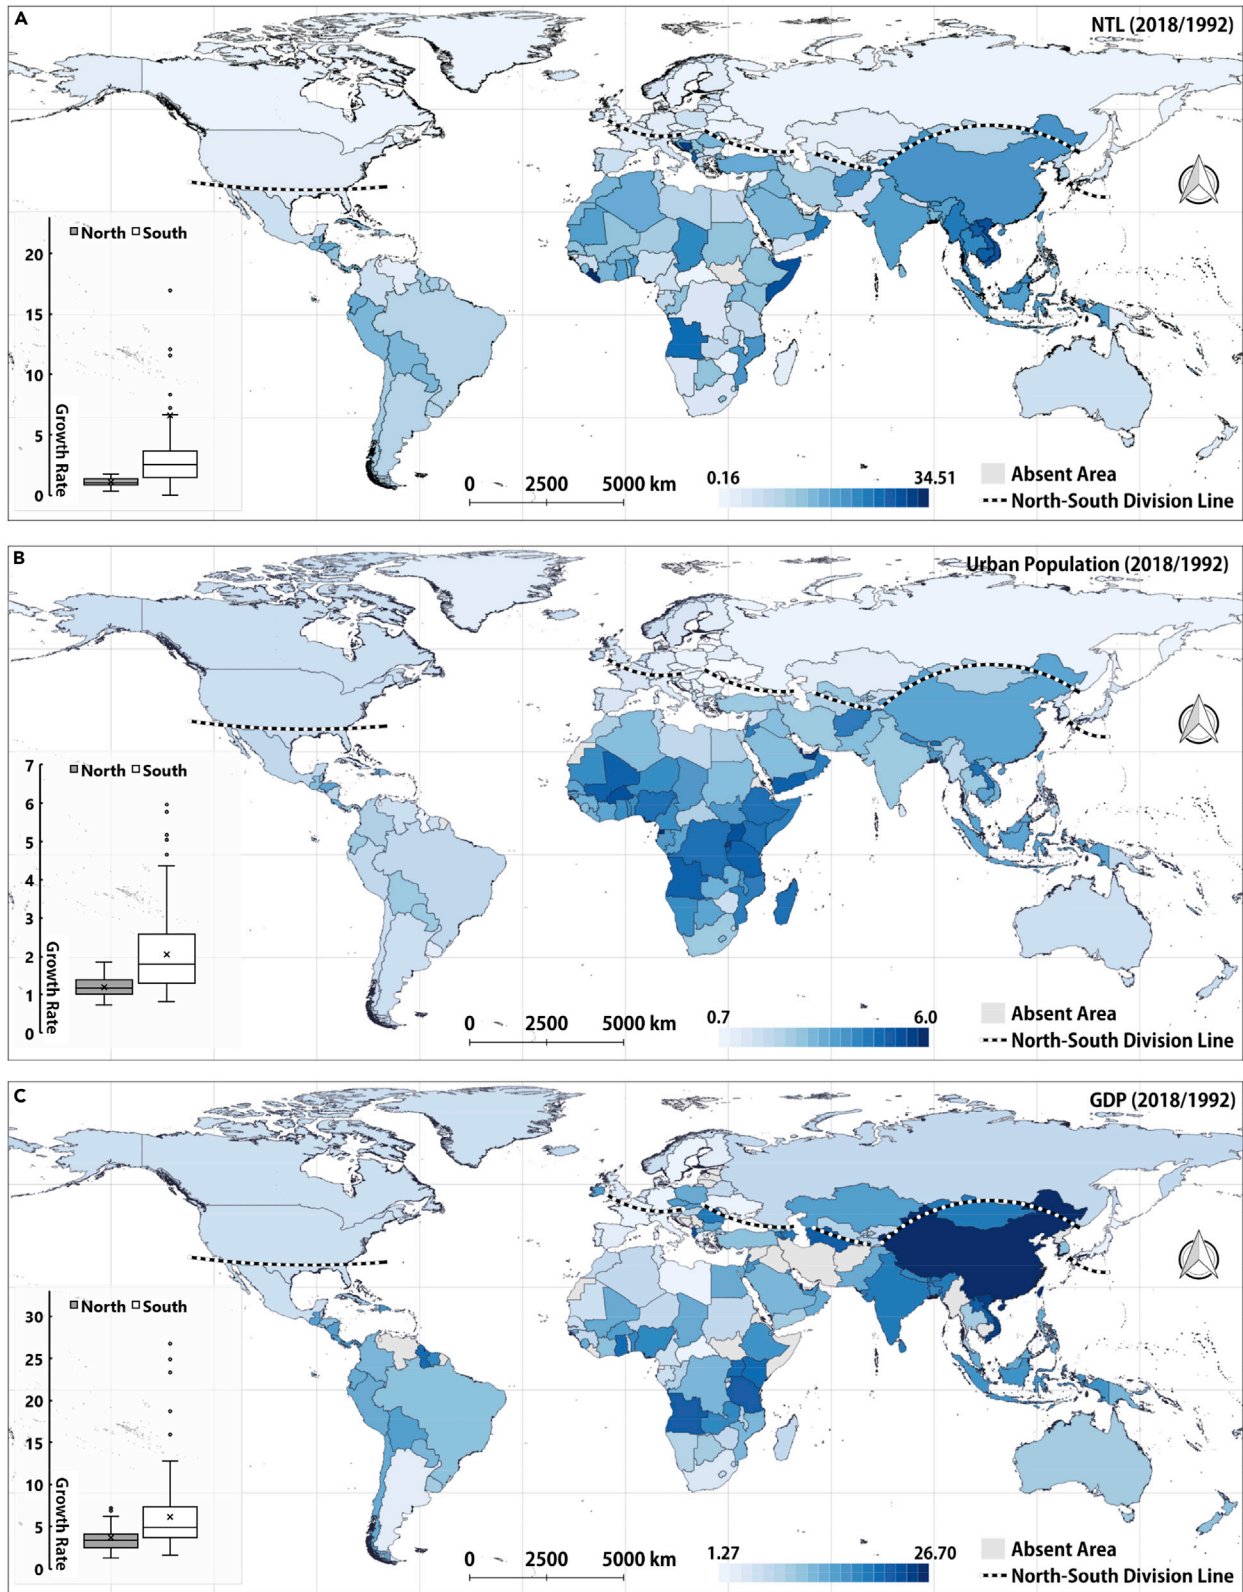 A
NTL (2018/1992)
North South
20
15
10
5
0
Growth Rate
0 2500 5000 km
0.16 34.51
Absent Area
North-South Division Line
B
Urban Population (2018/1992)
North South
7
6
5
4
3
2
1
0
Growth Rate
0 2500 5000 km
0.7 6.0
Absent Area
North-South Division Line
C
GDP (2018/1992)
North South
30
25
20
15
10
5
0
Growth Rate
0 2500 5000 km
1.27 26.70
Absent Area
North-South Division Line